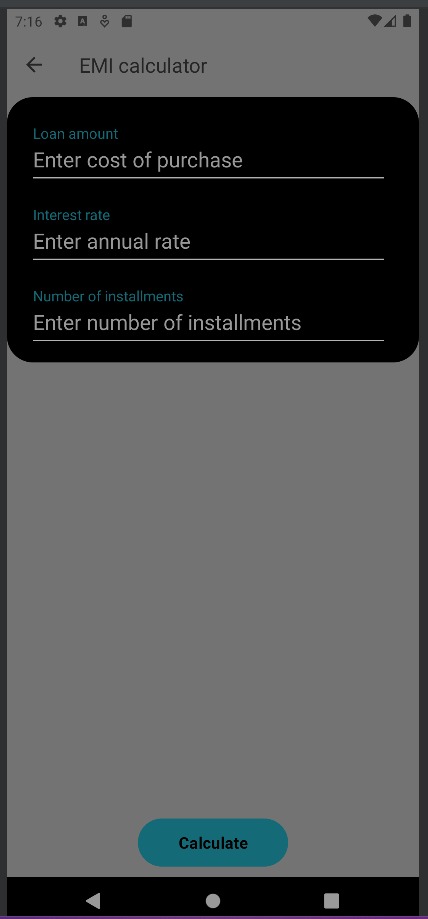 7:16
EMI calculator
Loan amount
Enter cost of purchase
Interest rate
Enter annual rate
Number of installments
Enter number of installments
Calculate